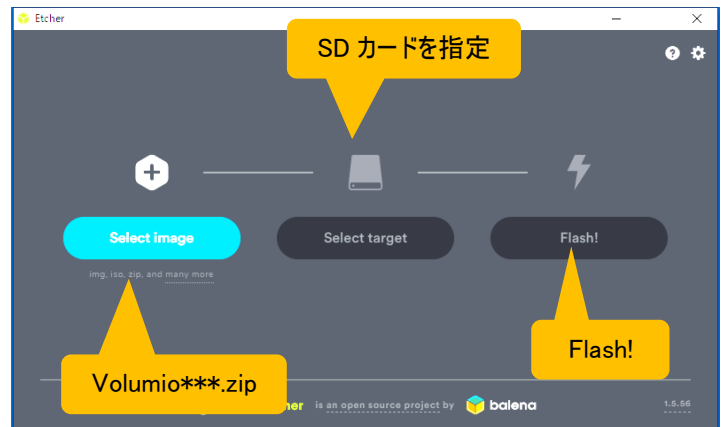 Etcher
SD カードを指定
Select image
Select target
Flash!
img, iso, zip, and many more
Volumio***.zip
Flash!
is an open source project by balena
1.5.56